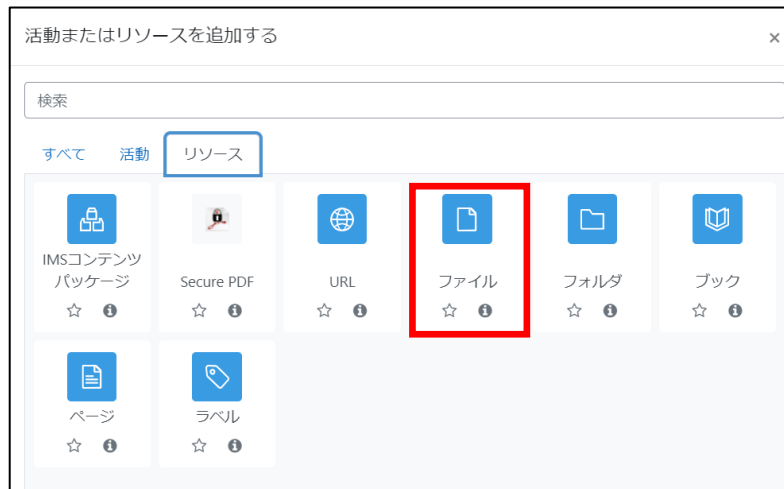 活動またはリソースを追加する
×
検索
すべて 活動 リソース
IMSコンテンツ
パッケージ
Secure PDF
URL
ファイル
フォルダ
ブック
ページ
ラベル